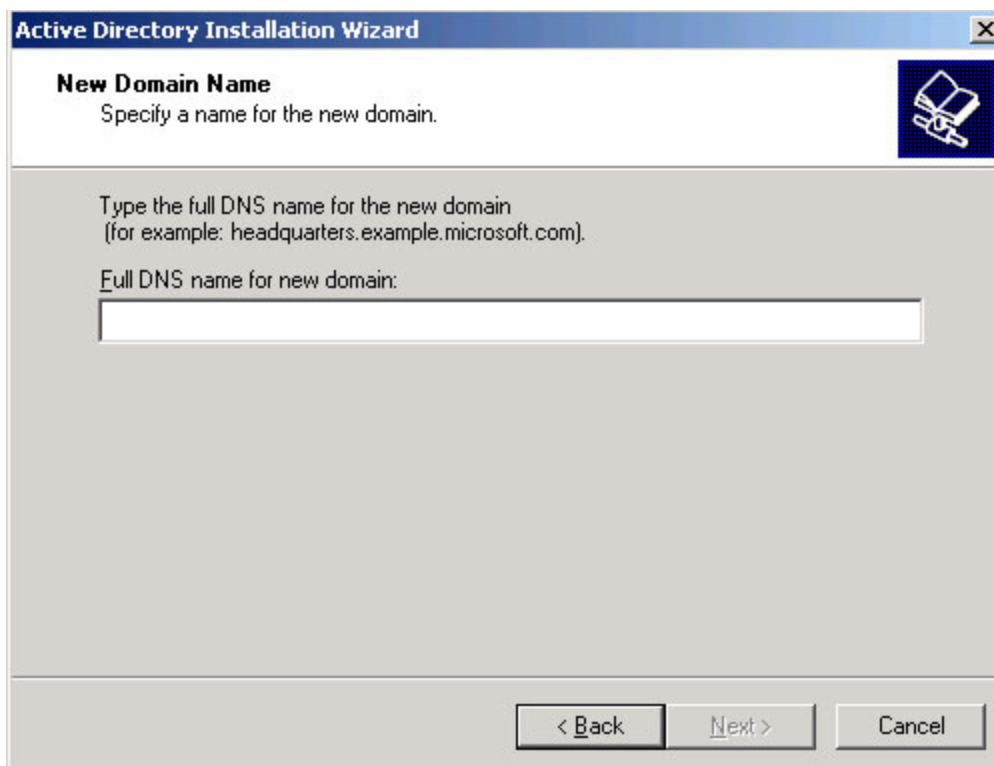 Active Directory Installation Wizard
New Domain Name
Specify a name for the new domain.
Type the full DNS name for the new domain
(for example: headquarters.example.microsoft.com).
Full DNS name for new domain:
< Back
Next >
Cancel